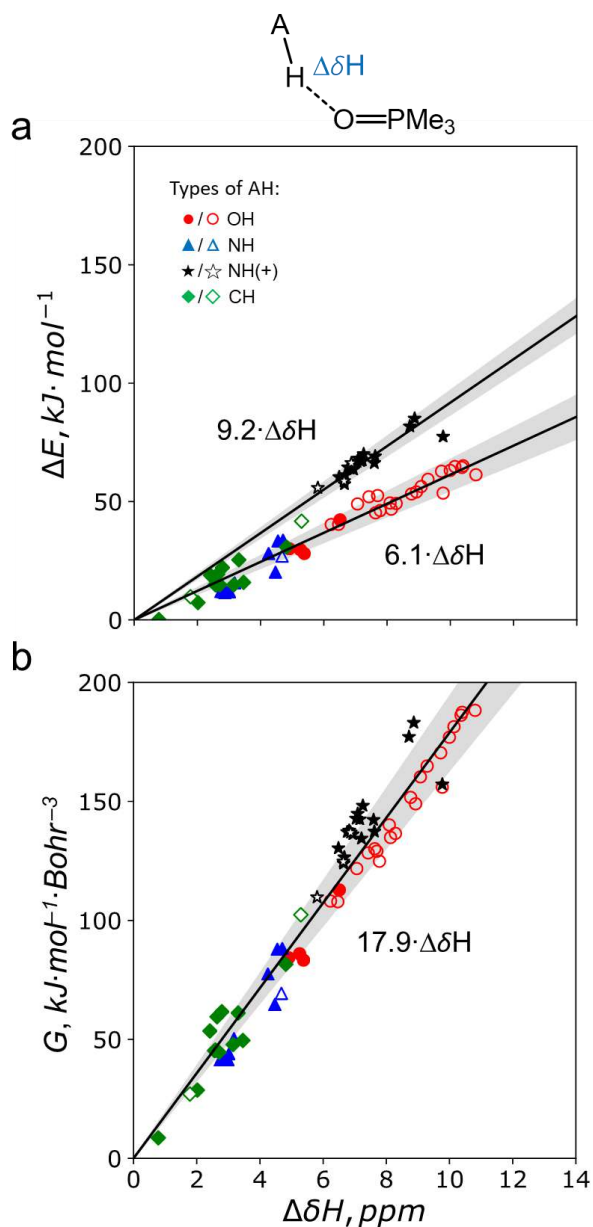 A
H ΔδH
O=PMe₃
a
200
150
100
50
0
ΔE, kJ· mol⁻¹
Types of AH:
/ OH
/ NH
/ NH(+)
/ CH
9.2·ΔδH
6.1·ΔδH
b
200
150
100
50
0
G, kJ·mol⁻¹·Bohr⁻³
17.9·ΔδH
0 2 4 6 8 10 12 14
ΔδH, ppm